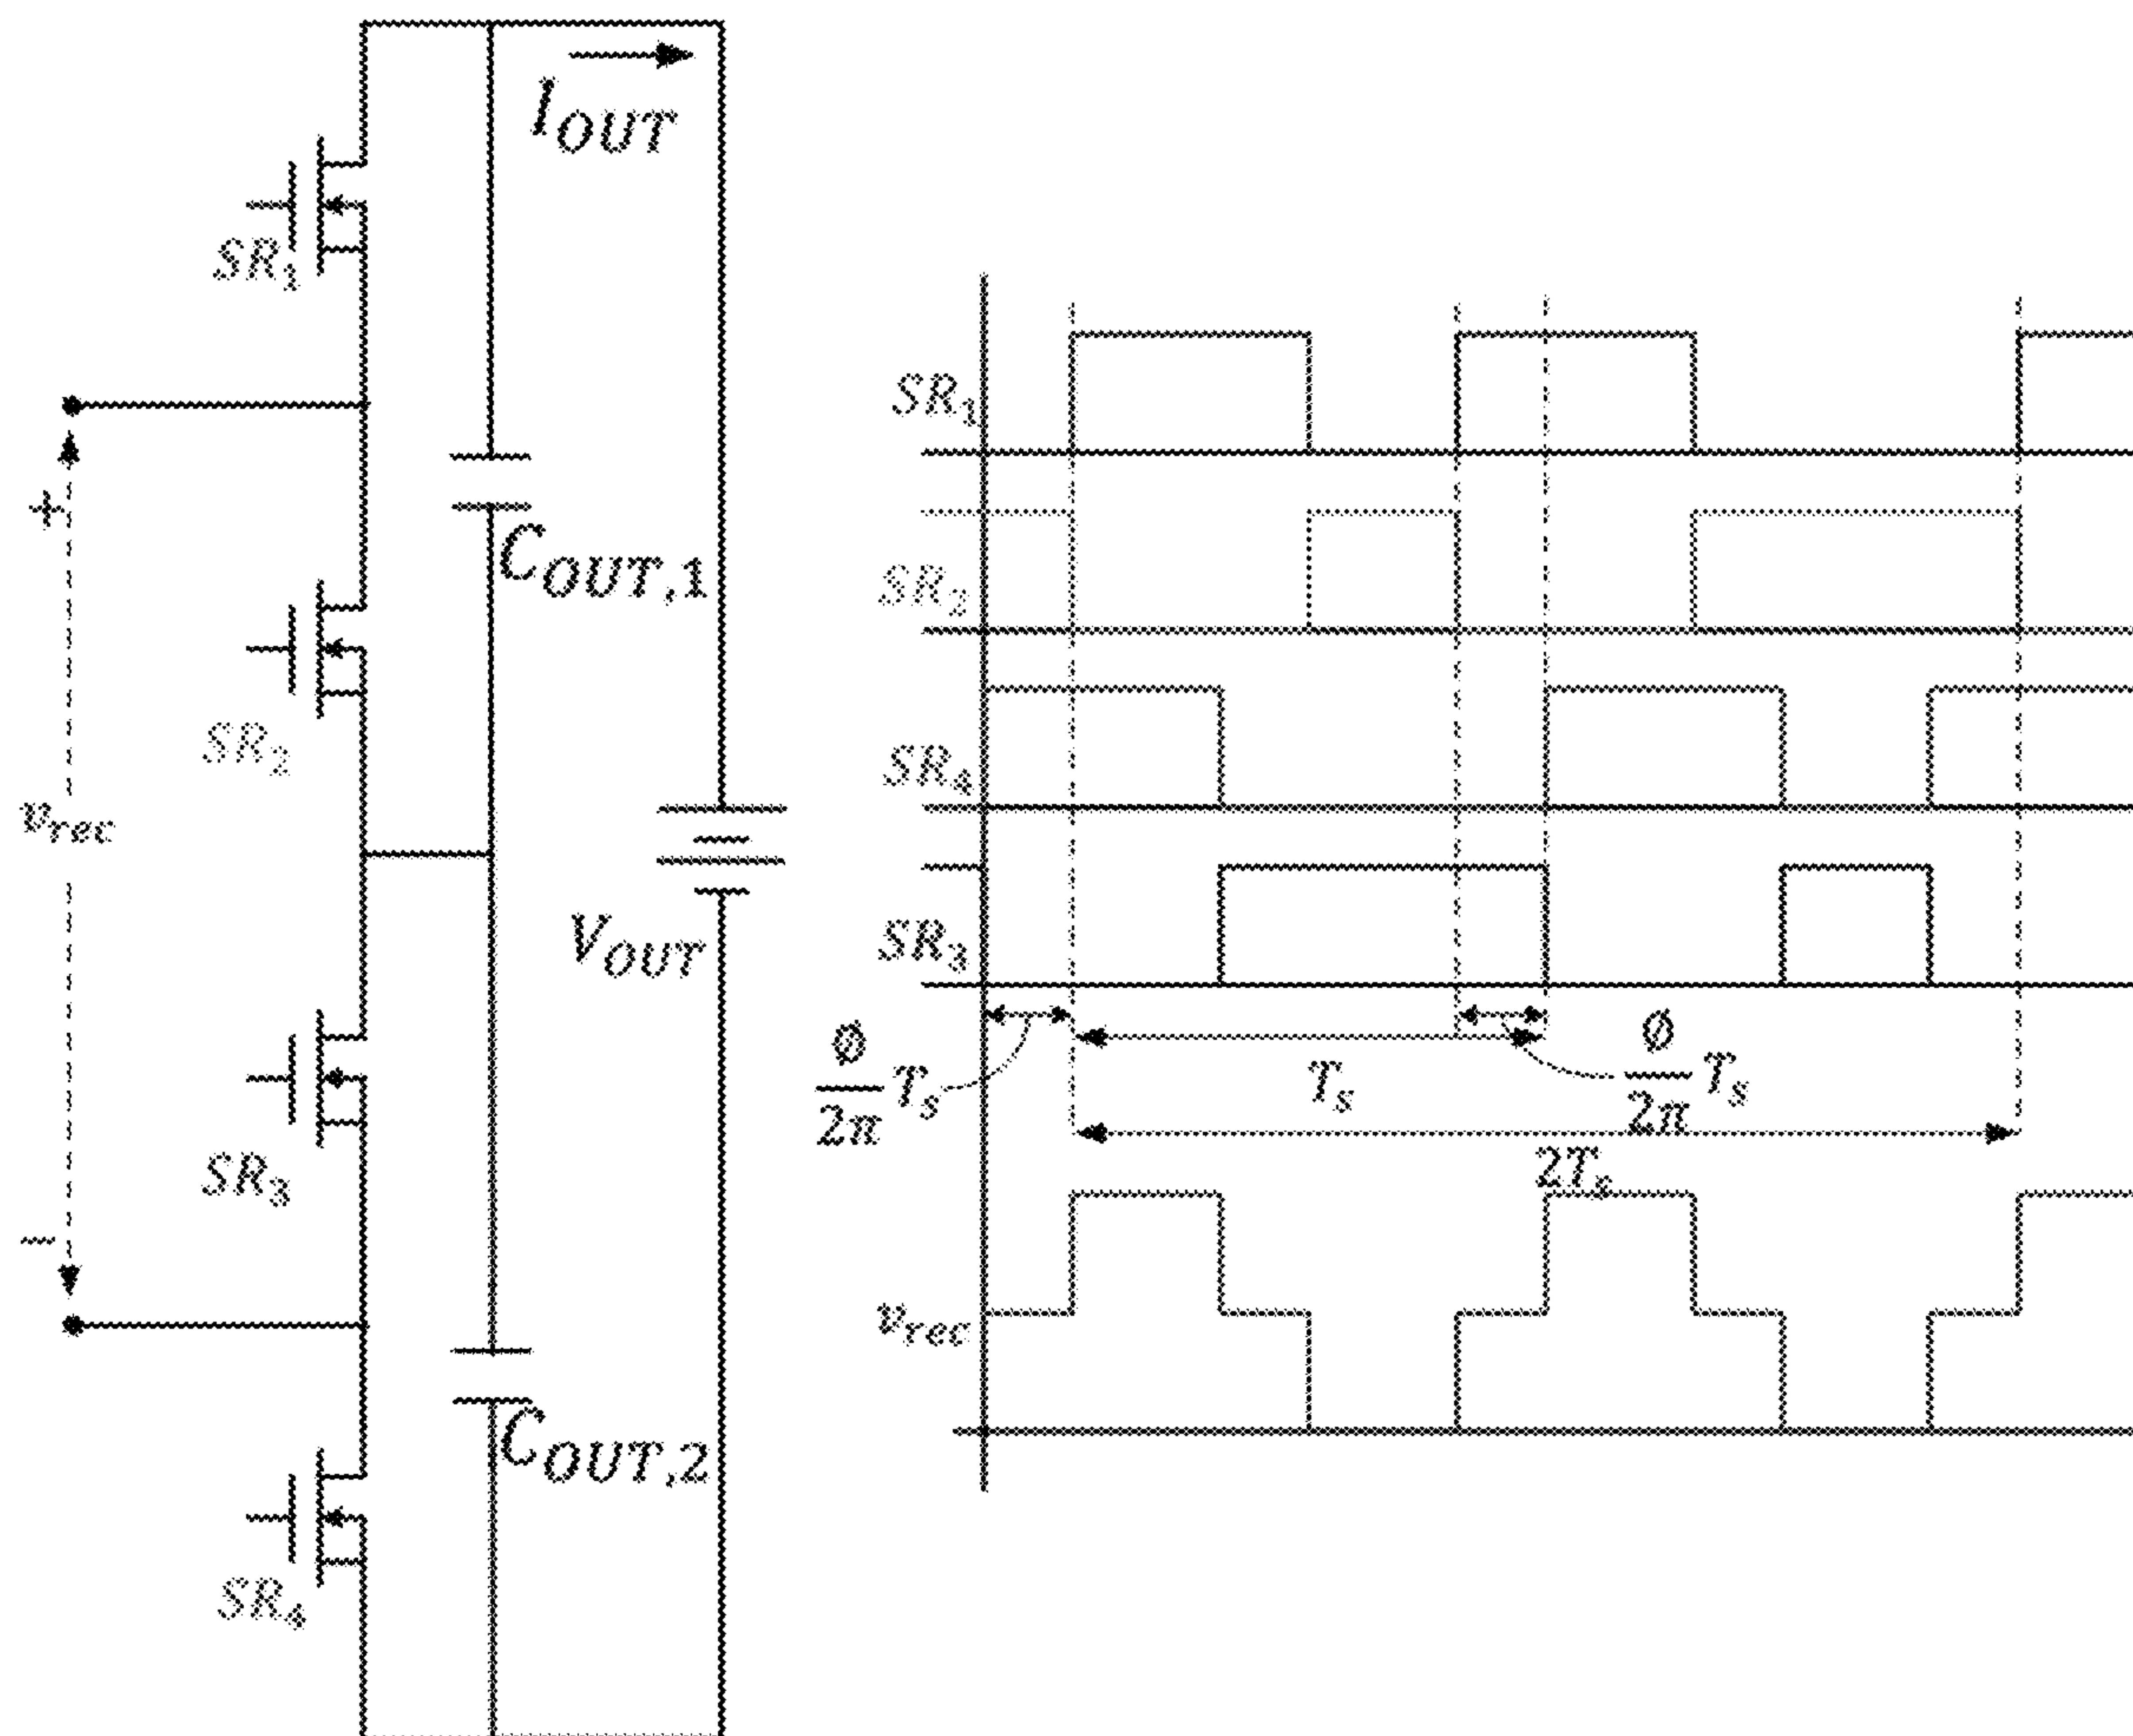 I_OUT
SR_1
+
C_OUT,1
SR_2
v_rec
V_OUT
SR_3
–
C_OUT,2
SR_4
SR_1
SR_2
SR_4
SR_3
∅/2π T_s
T_s
∅/2π T_s
2T_s
v_rec